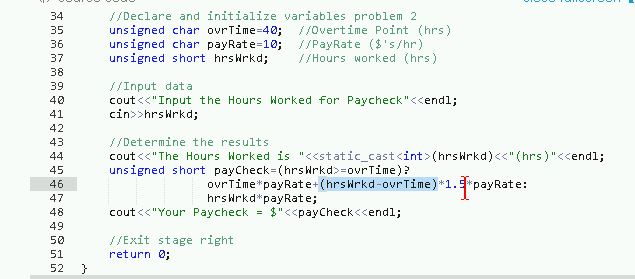 34 //Declare and initialize variables problem 2
35 unsigned char ovrTime=40; //Overtime Point (hrs)
36 unsigned char payRate=10; //PayRate ($'s/hr)
37 unsigned short hrsWrkd; //Hours worked (hrs)
38
39 //Input data
40 cout<<"Input the Hours Worked for Paycheck"<<endl;
41 cin>>hrsWrkd;
42
43 //Determine the results
44 cout<<"The Hours Worked is "<<static_cast<int>(hrsWrkd)<<"(hrs)"<<endl;
45 unsigned short payCheck=(hrsWrkd>=ovrTime)?
46 ovrTime*payRate+(hrsWrkd-ovrTime)*1.5*payRate:
47 hrsWrkd*payRate;
48 cout<<"Your Paycheck = $"<<payCheck<<endl;
49
50 //Exit stage right
51 return 0;
52 }